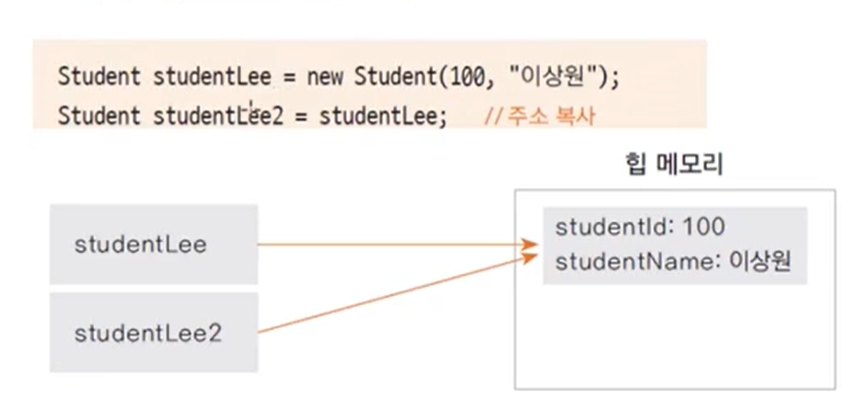 Student studentLee = new Student(100, "이상원");
Student studentLee2 = studentLee; //주소 복사
힙 메모리
studentLee
studentId: 100
studentName: 이상원
studentLee2